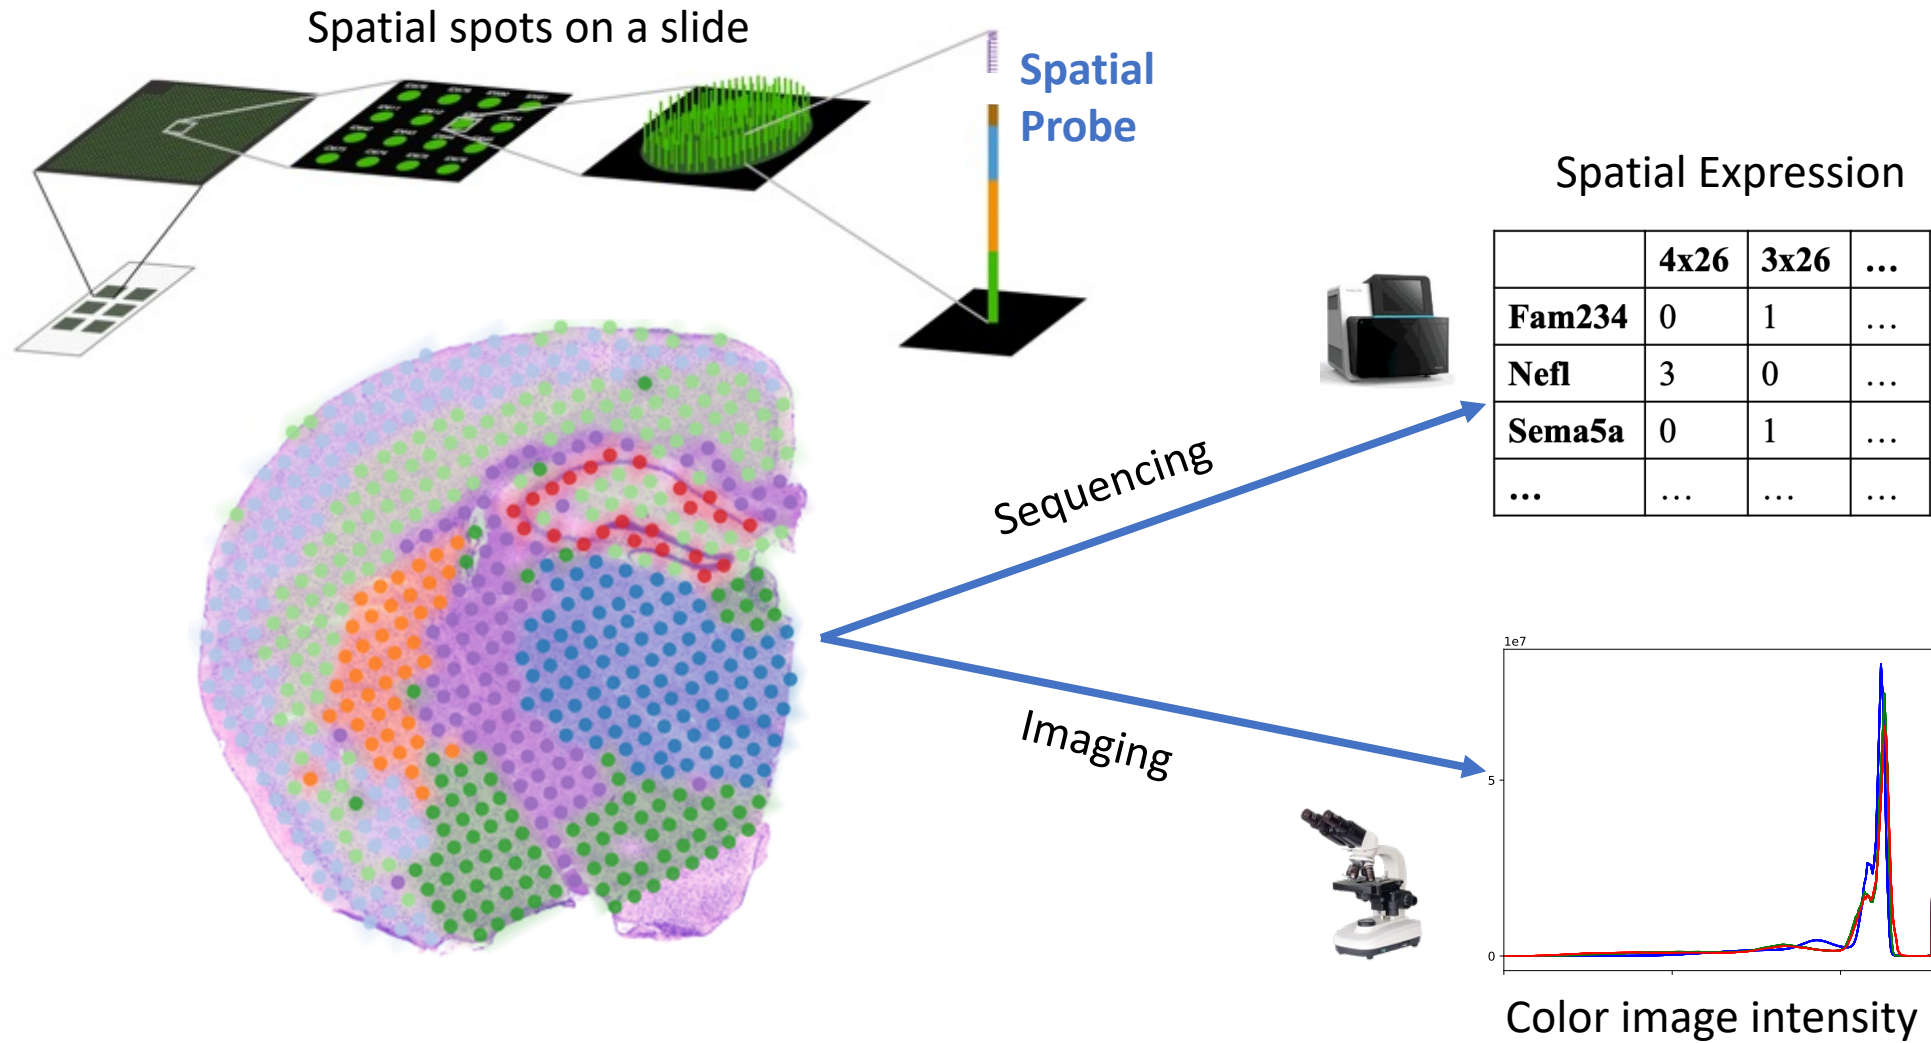 Spatial spots on a slide
Spatial
Probe
Spatial Expression
4x26 3x26 ...
Fam234 0 1 ...
Nefl 3 0 ...
Sema5a 0 1 ...
... ... ... ...
Sequencing
Imaging
1e7
5
0
Color image intensity